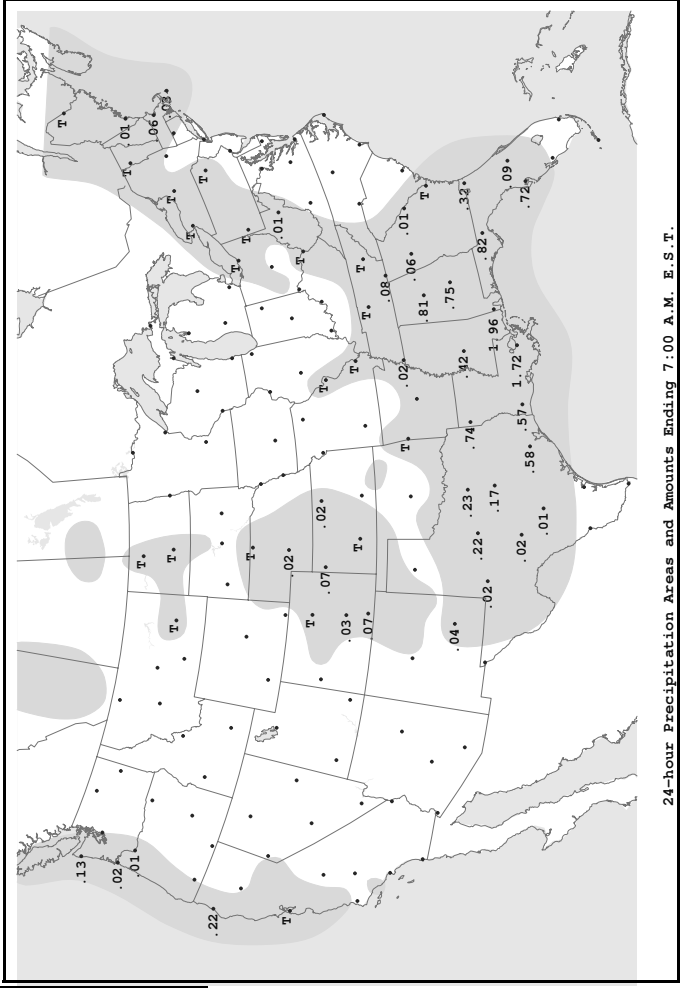 T
.13
.02
.01
T
.01
T
.06
.03
T
T
T
T
T
.22
T
T
T
.01
T
.02
T
T
.02
T
.07
.03
T
T
T
T
07
.08
.02
T
.01
.06
.81
T
.75
.04
.42
.32
.23
.74
.22
.82
.02
1 96
.17
.09
1.72
.02
.57
.72
.58
.01
24-hour Precipitation Areas and Amounts Ending 7:00 A.M. E.S.T.